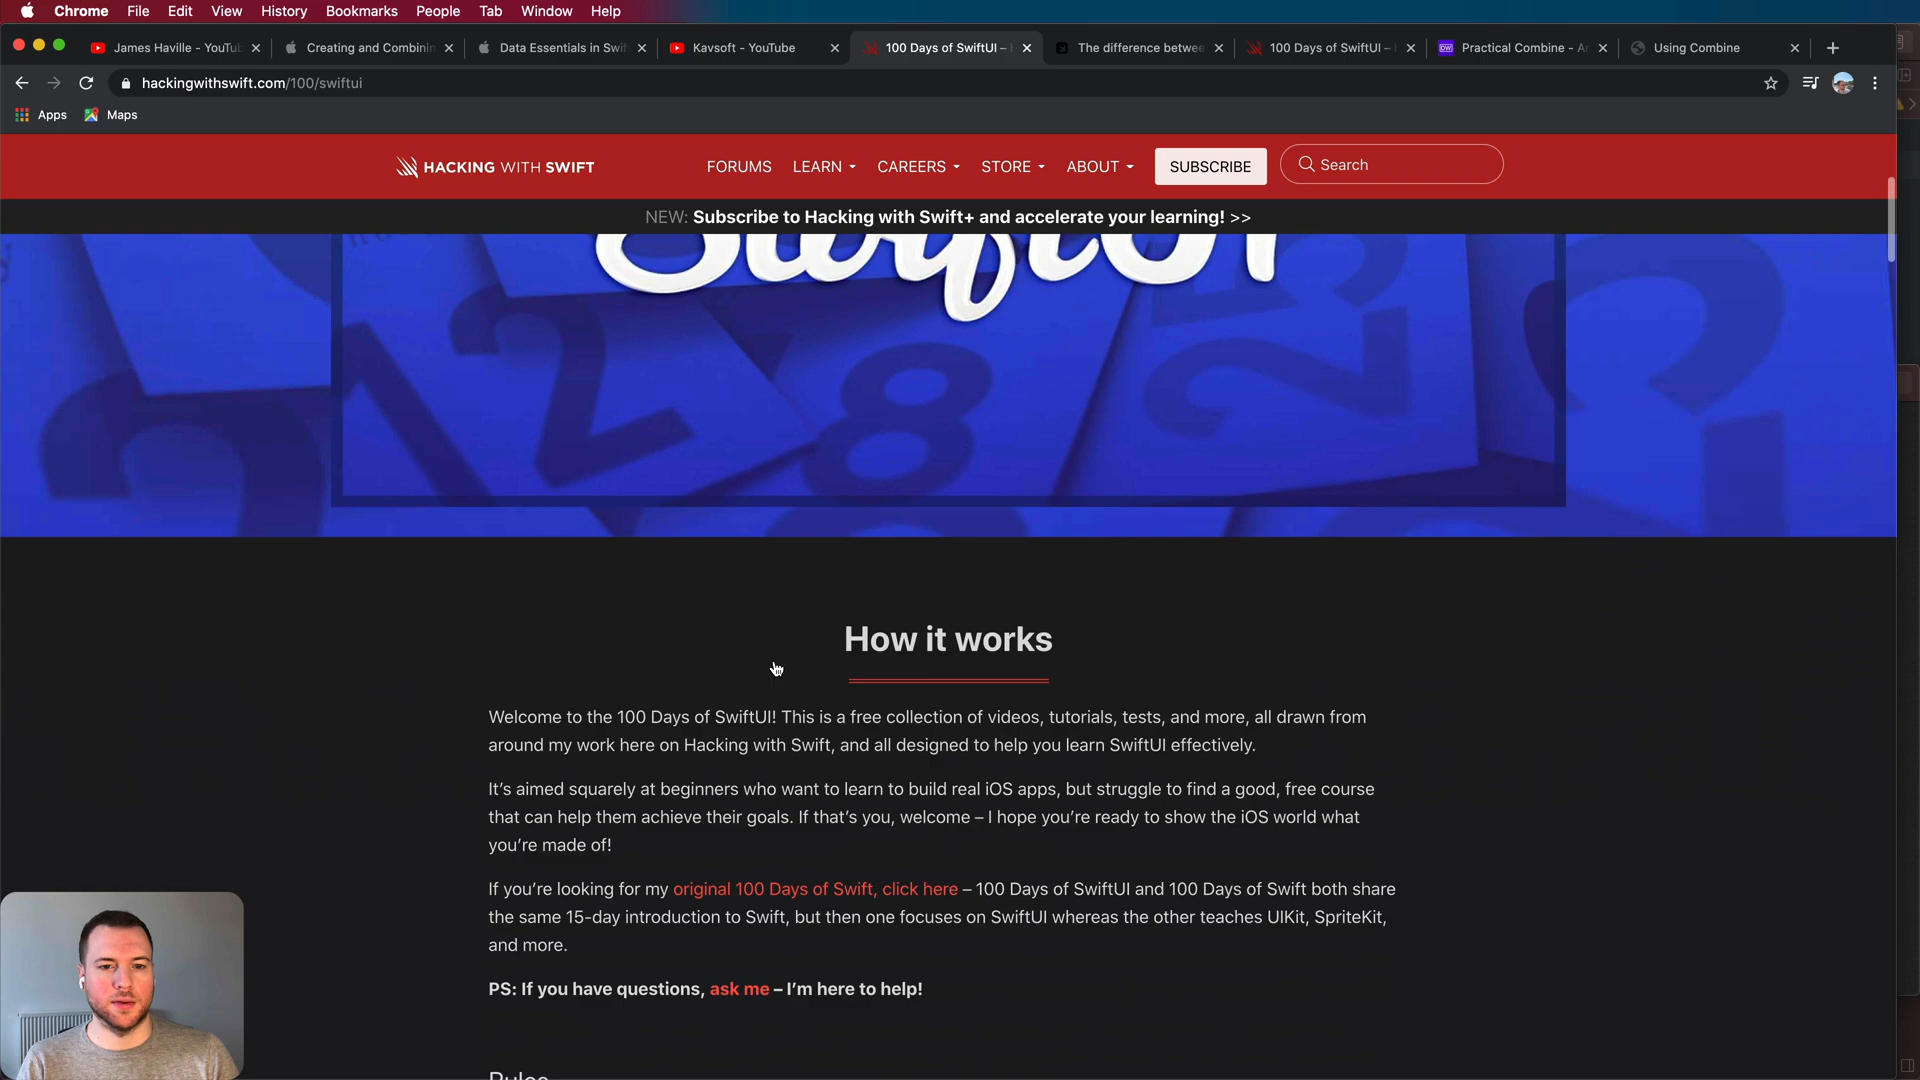 Chrome File Edit View History Bookmarks People Tab Window Help
James Haville - YouTub
Creating and Combinin
Data Essentials in Swif
Kavsoft - YouTube
100 Days of SwiftUI –
The difference betwee
100 Days of SwiftUI –
Practical Combine - A
Using Combine
hackingwithswift.com/100/swiftui
Apps Maps
HACKING WITH SWIFT
FORUMS LEARN CAREERS STORE ABOUT SUBSCRIBE Search
NEW: Subscribe to Hacking with Swift+ and accelerate your learning! >>
SwiftUI
How it works
Welcome to the 100 Days of SwiftUI! This is a free collection of videos, tutorials, tests, and more, all drawn from
around my work here on Hacking with Swift, and all designed to help you learn SwiftUI effectively.
It's aimed squarely at beginners who want to learn to build real iOS apps, but struggle to find a good, free course
that can help them achieve their goals. If that's you, welcome – I hope you're ready to show the iOS world what
you're made of!
If you're looking for my original 100 Days of Swift, click here – 100 Days of SwiftUI and 100 Days of Swift both share
the same 15-day introduction to Swift, but then one focuses on SwiftUI whereas the other teaches UIKit, SpriteKit,
and more.
PS: If you have questions, ask me – I'm here to help!
Rules